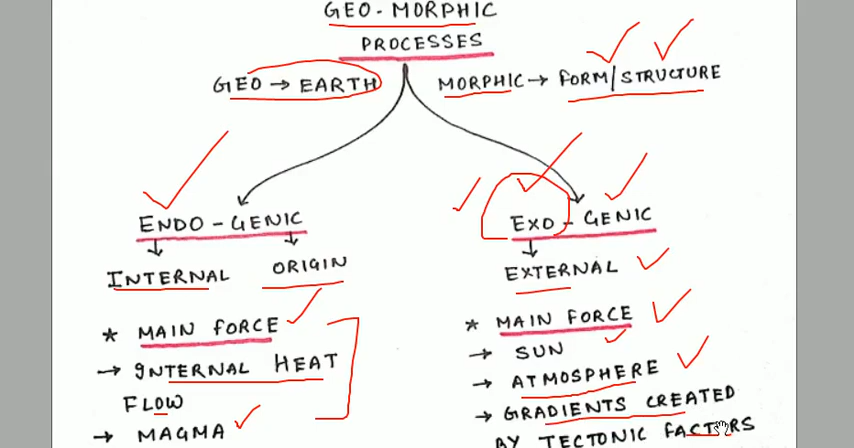 GEO-MORPHIC
PROCESSES
GEO → EARTH
MORPHIC → FORM/STRUCTURE
ENDO-GENIC
INTERNAL ORIGIN
* MAIN FORCE
→ INTERNAL HEAT
FLOW
→ MAGMA
EXO-GENIC
EXTERNAL
* MAIN FORCE
→ SUN
→ ATMOSPHERE
→ GRADIENTS CREATED
BY TECTONIC FACTORS